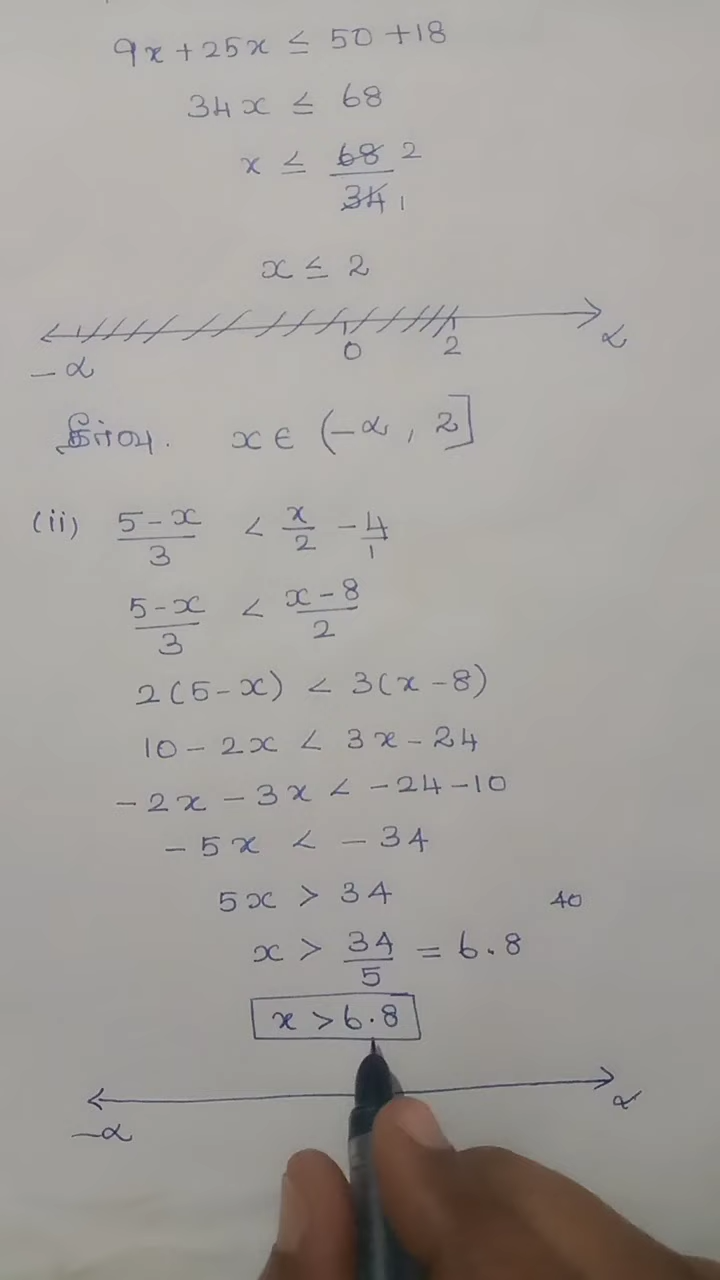 9x + 25x ≤ 50 + 18
34x ≤ 68
x ≤ 68/34 2 1
x ≤ 2
-α 0 2 α
தீர்வு. x ∈ (-α, 2]
(ii) (5-x)/3 < x/2 - 4/1
(5-x)/3 < (x-8)/2
2(5-x) < 3(x-8)
10 - 2x < 3x - 24
-2x - 3x < -24 - 10
-5x < -34
5x > 34 40
x > 34/5 = 6.8
x > 6.8
-α α